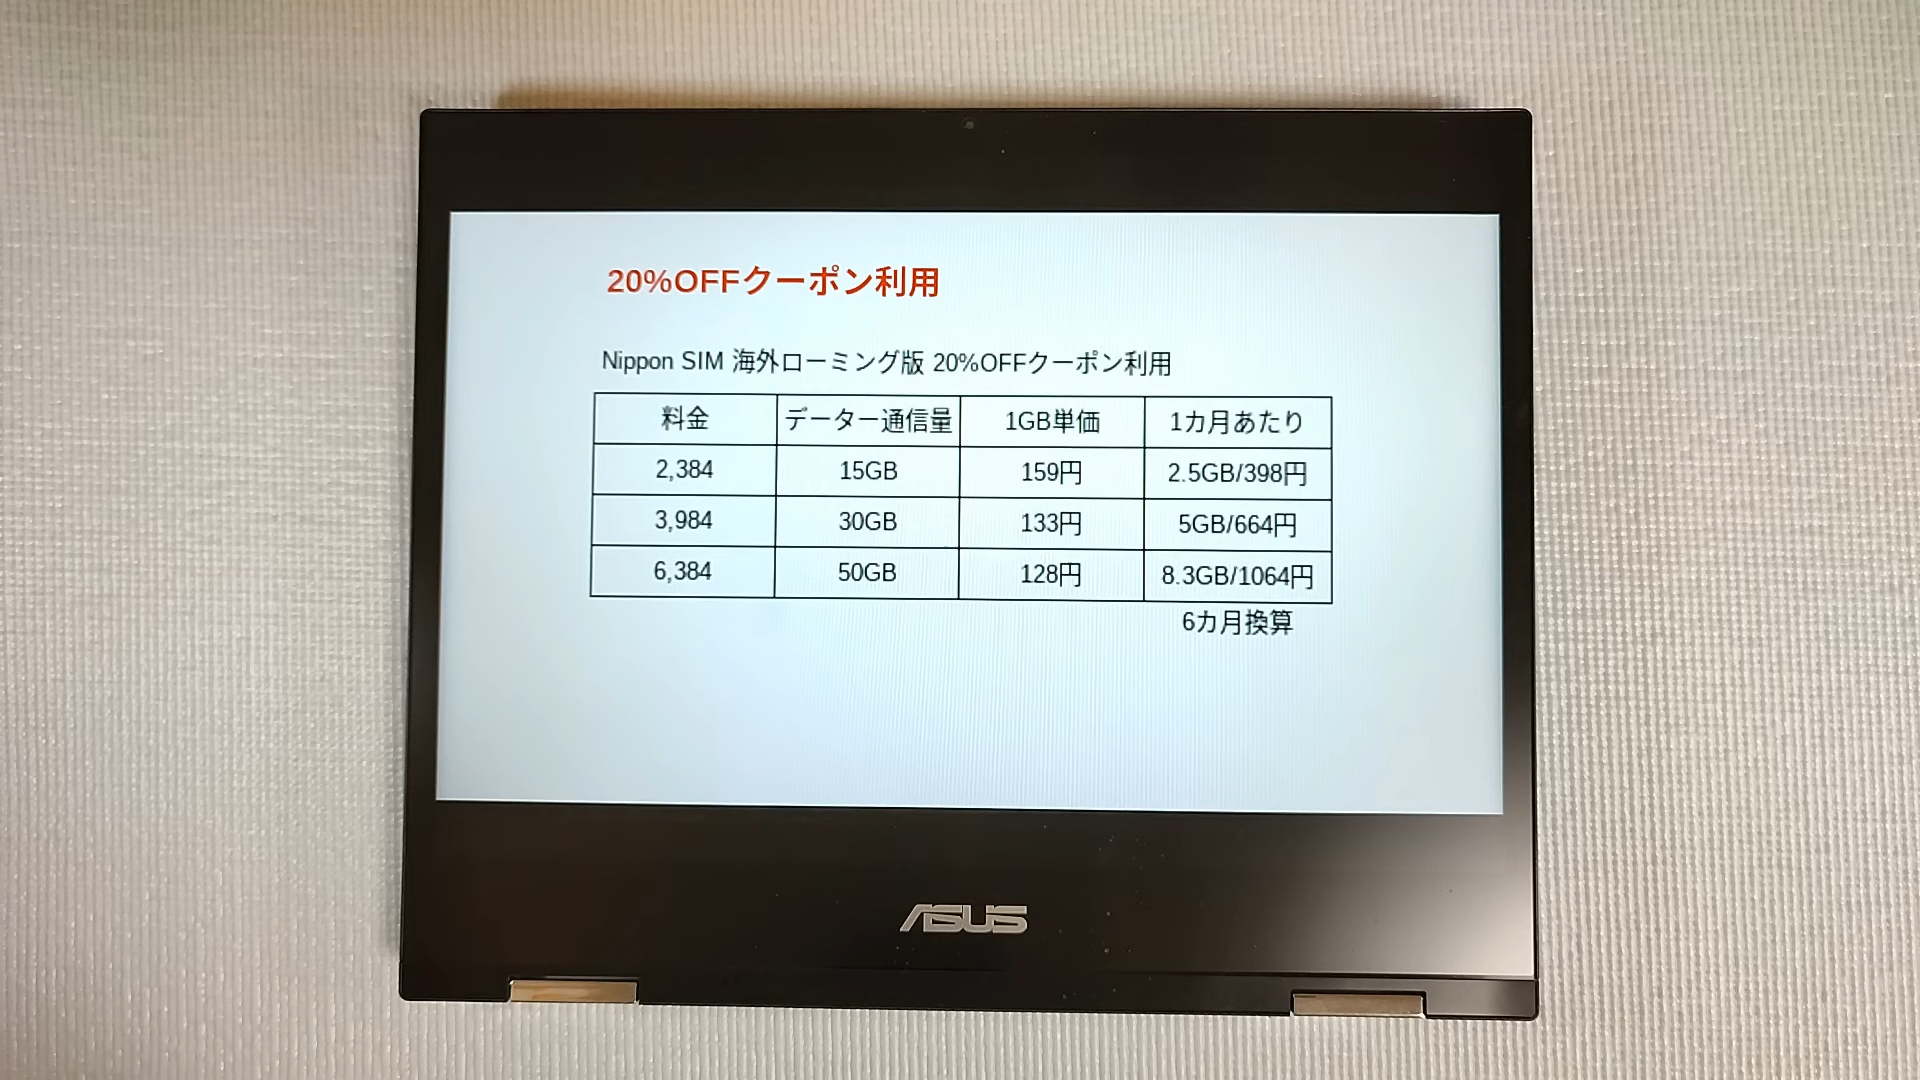 20%OFFクーポン利用
Nippon SIM 海外ローミング版 20%OFFクーポン利用
料金 データー通信量 1GB単価 1カ月あたり
2,384 15GB 159円 2.5GB/398円
3,984 30GB 133円 5GB/664円
6,384 50GB 128円 8.3GB/1064円
6カ月換算
ASUS